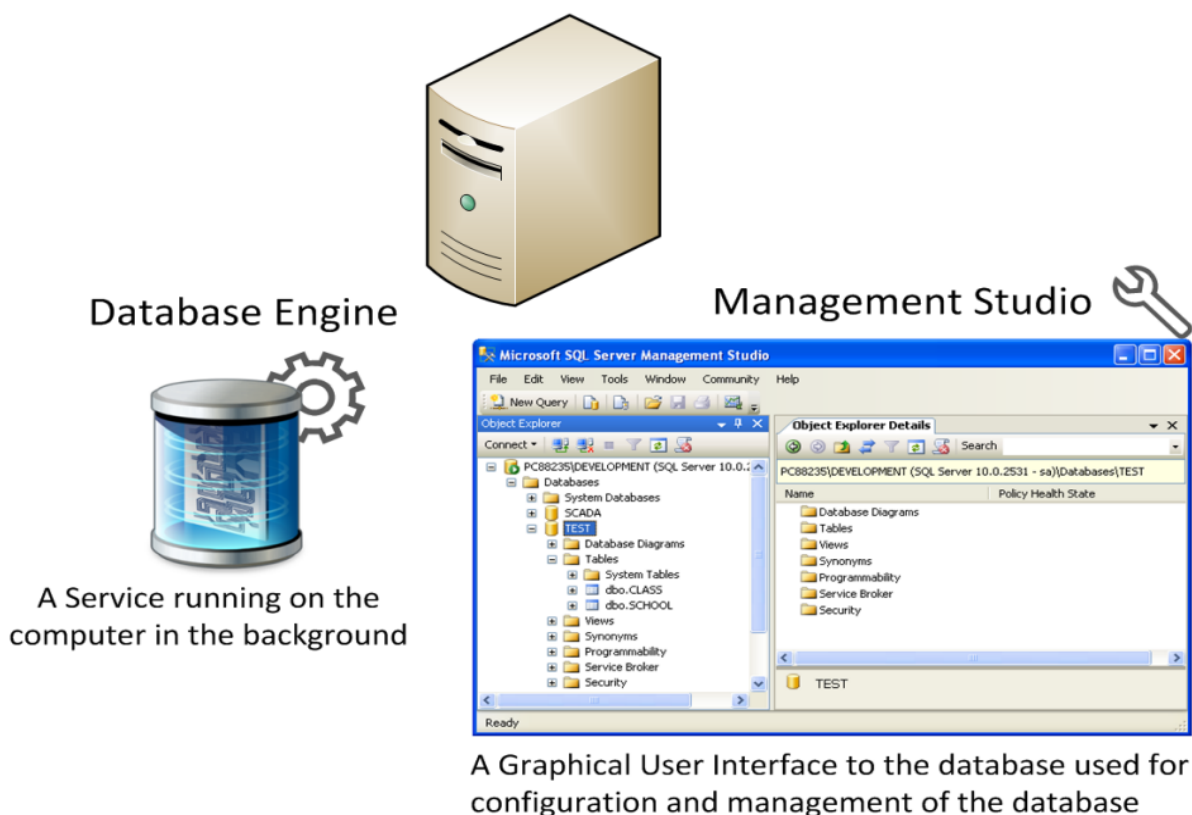 Database Engine
Management Studio
A Service running on the
computer in the background
Microsoft SQL Server Management Studio
File Edit View Tools Window Community Help
New Query
Object Explorer
Connect
PC88235\DEVELOPMENT (SQL Server 10.0.2
Databases
System Databases
SCADA
TEST
Database Diagrams
Tables
System Tables
dbo.CLASS
dbo.SCHOOL
Views
Synonyms
Programmability
Service Broker
Security
Object Explorer Details
Search
PC88235\DEVELOPMENT (SQL Server 10.0.2531 - sa)\Databases\TEST
Name Policy Health State
Database Diagrams
Tables
Views
Synonyms
Programmability
Service Broker
Security
TEST
Ready
A Graphical User Interface to the database used for
configuration and management of the database